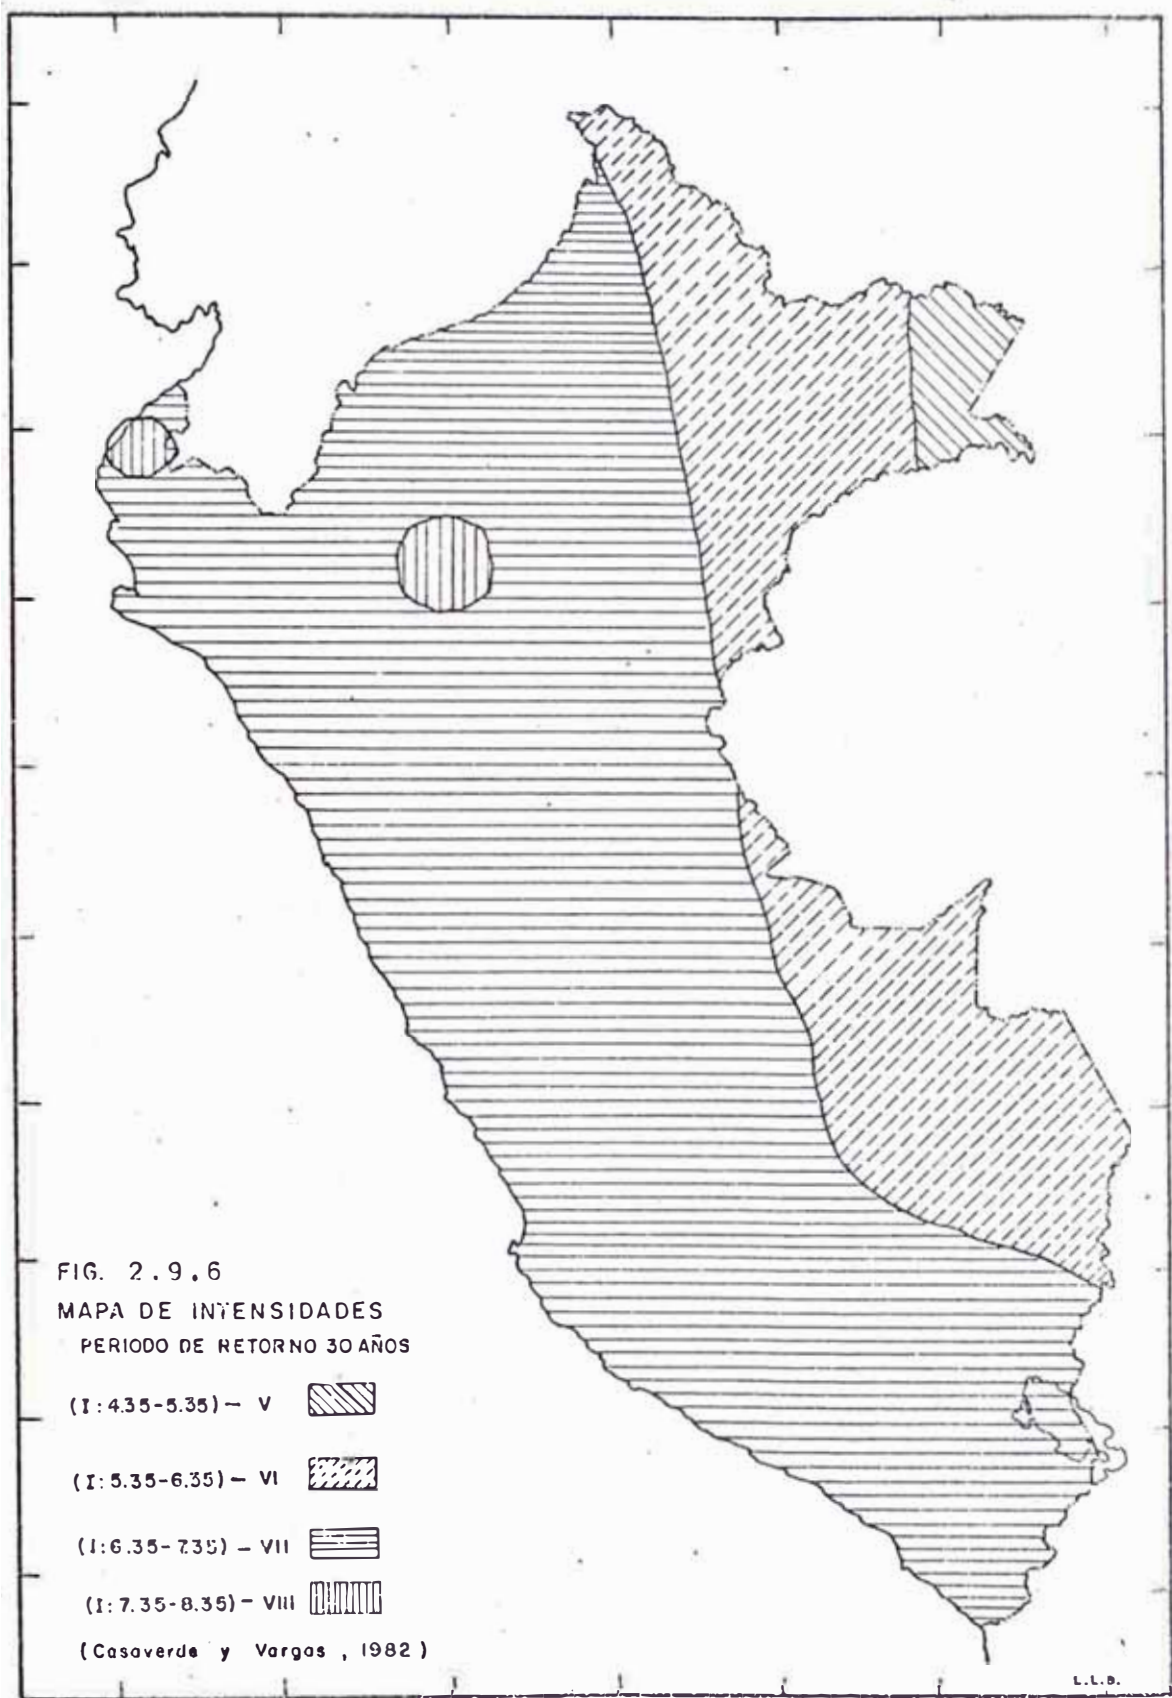 FIG. 2.9.6
MAPA DE INTENSIDADES
PERIODO DE RETORNO 30 AÑOS
(I:4.35-5.35)- V
(I:5.35-6.35)- VI
(I:6.35-7.35) - VII
(I:7.35-8.35)- VIII
(Casaverde y Vargas, 1982)
L.L.B.